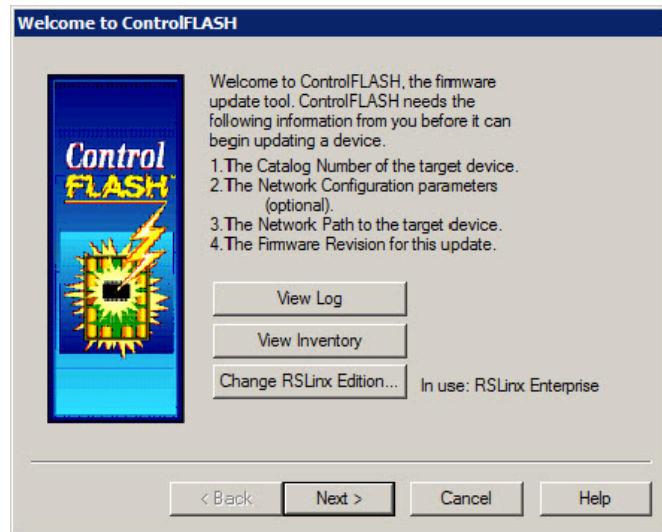 Welcome to ControlFLASH
Welcome to ControlFLASH, the firmware
update tool. ControlFLASH needs the
following information from you before it can
begin updating a device.
1.The Catalog Number of the target device.
2.The Network Configuration parameters
(optional).
3.The Network Path to the target device.
4.The Firmware Revision for this update.
Control
FLASH
View Log
View Inventory
Change RSLinx Edition...
In use: RSLinx Enterprise
< Back
Next >
Cancel
Help